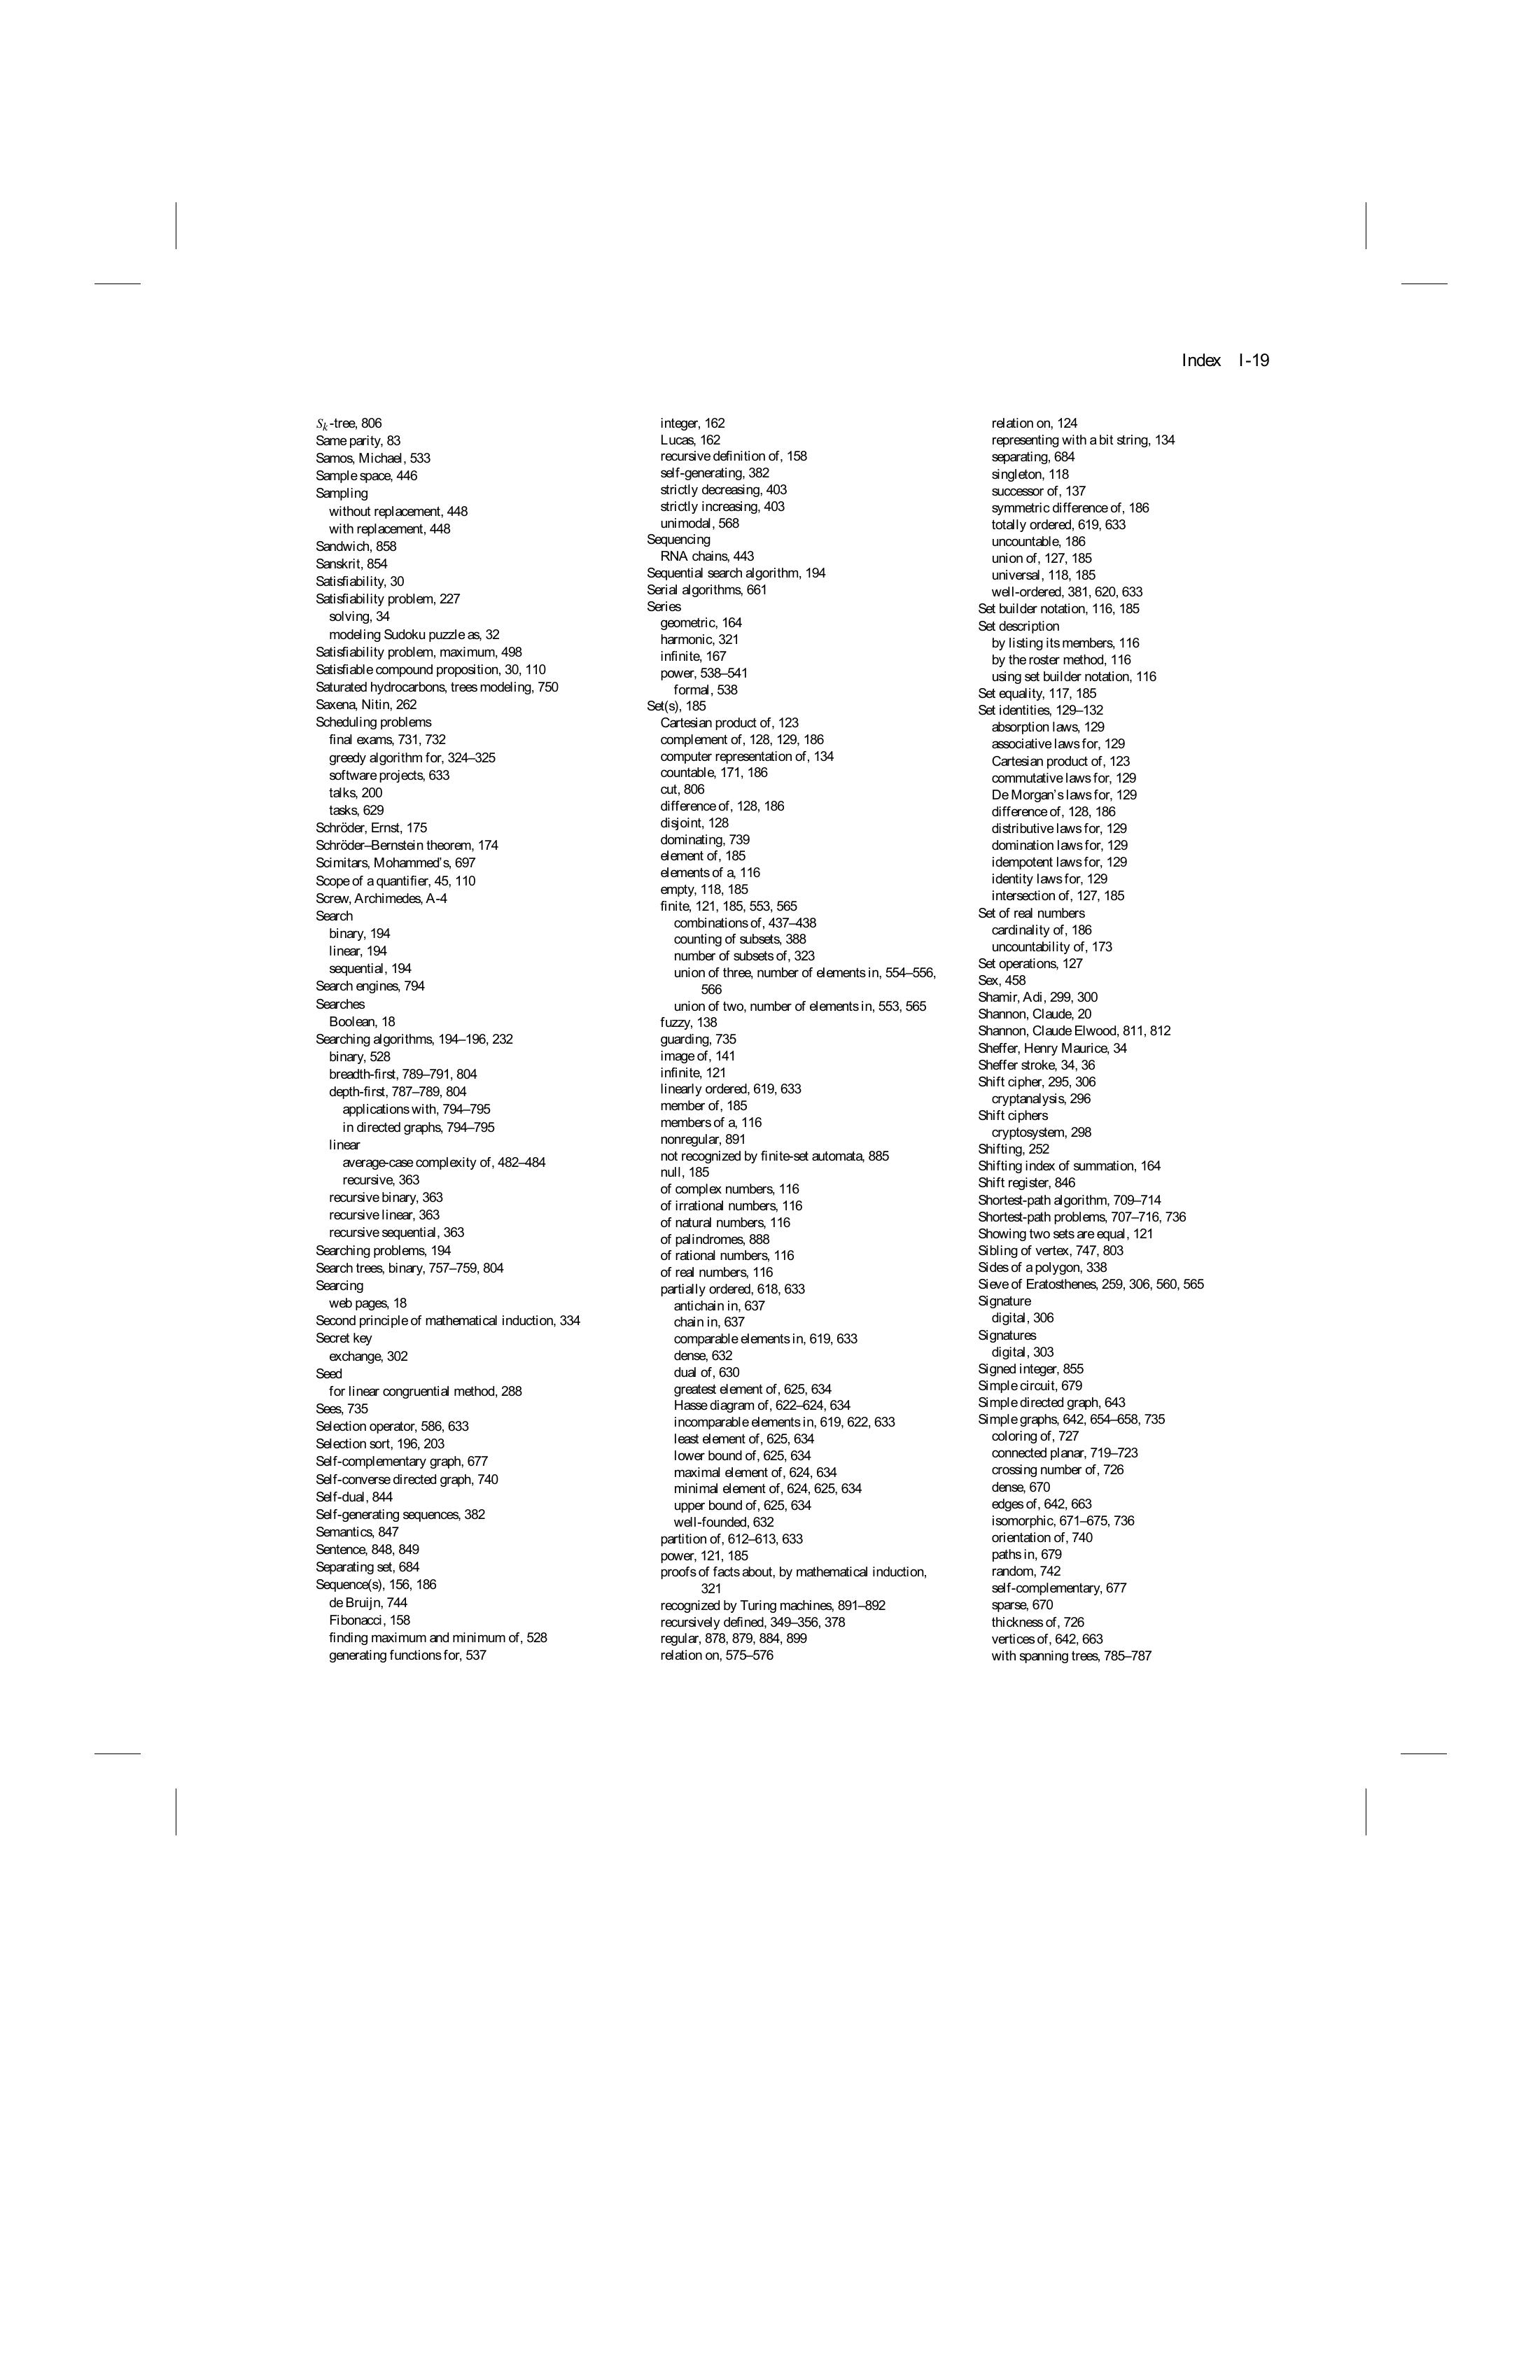 Index I-19
Sk-tree, 806
Same parity, 83
Samos, Michael, 533
Sample space, 446
Sampling
without replacement, 448
with replacement, 448
Sandwich, 858
Sanskrit, 854
Satisfiability, 30
Satisfiability problem, 227
solving, 34
modeling Sudoku puzzle as, 32
Satisfiability problem, maximum, 498
Satisfiable compound proposition, 30, 110
Saturated hydrocarbons, trees modeling, 750
Saxena, Nitin, 262
Scheduling problems
final exams, 731, 732
greedy algorithm for, 324–325
software projects, 633
talks, 200
tasks, 629
Schröder, Ernst, 175
Schröder–Bernstein theorem, 174
Scimitars, Mohammed's, 697
Scope of a quantifier, 45, 110
Screw, Archimedes, A-4
Search
binary, 194
linear, 194
sequential, 194
Search engines, 794
Searches
Boolean, 18
Searching algorithms, 194–196, 232
binary, 528
breadth-first, 789–791, 804
depth-first, 787–789, 804
applications with, 794–795
in directed graphs, 794–795
linear
average-case complexity of, 482–484
recursive, 363
recursive binary, 363
recursive linear, 363
recursive sequential, 363
Searching problems, 194
Search trees, binary, 757–759, 804
Searcing
web pages, 18
Second principle of mathematical induction, 334
Secret key
exchange, 302
Seed
for linear congruential method, 288
Sees, 735
Selection operator, 586, 633
Selection sort, 196, 203
Self-complementary graph, 677
Self-converse directed graph, 740
Self-dual, 844
Self-generating sequences, 382
Semantics, 847
Sentence, 848, 849
Separating set, 684
Sequence(s), 156, 186
de Bruijn, 744
Fibonacci, 158
finding maximum and minimum of, 528
generating functions for, 537
integer, 162
Lucas, 162
recursive definition of, 158
self-generating, 382
strictly decreasing, 403
strictly increasing, 403
unimodal, 568
Sequencing
RNA chains, 443
Sequential search algorithm, 194
Serial algorithms, 661
Series
geometric, 164
harmonic, 321
infinite, 167
power, 538–541
formal, 538
Set(s), 185
Cartesian product of, 123
complement of, 128, 129, 186
computer representation of, 134
countable, 171, 186
cut, 806
difference of, 128, 186
disjoint, 128
dominating, 739
element of, 185
elements of a, 116
empty, 118, 185
finite, 121, 185, 553, 565
combinations of, 437–438
counting of subsets, 388
number of subsets of, 323
union of three, number of elements in, 554–556,
566
union of two, number of elements in, 553, 565
fuzzy, 138
guarding, 735
image of, 141
infinite, 121
linearly ordered, 619, 633
member of, 185
members of a, 116
nonregular, 891
not recognized by finite-set automata, 885
null, 185
of complex numbers, 116
of irrational numbers, 116
of natural numbers, 116
of palindromes, 888
of rational numbers, 116
of real numbers, 116
partially ordered, 618, 633
antichain in, 637
chain in, 637
comparable elements in, 619, 633
dense, 632
dual of, 630
greatest element of, 625, 634
Hasse diagram of, 622–624, 634
incomparable elements in, 619, 622, 633
least element of, 625, 634
lower bound of, 625, 634
maximal element of, 624, 634
minimal element of, 624, 625, 634
upper bound of, 625, 634
well-founded, 632
partition of, 612–613, 633
power, 121, 185
proofs of facts about, by mathematical induction,
321
recognized by Turing machines, 891–892
recursively defined, 349–356, 378
regular, 878, 879, 884, 899
relation on, 575–576
relation on, 124
representing with a bit string, 134
separating, 684
singleton, 118
successor of, 137
symmetric difference of, 186
totally ordered, 619, 633
uncountable, 186
union of, 127, 185
universal, 118, 185
well-ordered, 381, 620, 633
Set builder notation, 116, 185
Set description
by listing its members, 116
by the roster method, 116
using set builder notation, 116
Set equality, 117, 185
Set identities, 129–132
absorption laws, 129
associative laws for, 129
Cartesian product of, 123
commutative laws for, 129
De Morgan's laws for, 129
difference of, 128, 186
distributive laws for, 129
domination laws for, 129
idempotent laws for, 129
identity laws for, 129
intersection of, 127, 185
Set of real numbers
cardinality of, 186
uncountability of, 173
Set operations, 127
Sex, 458
Shamir, Adi, 299, 300
Shannon, Claude, 20
Shannon, Claude Elwood, 811, 812
Sheffer, Henry Maurice, 34
Sheffer stroke, 34, 36
Shift cipher, 295, 306
cryptanalysis, 296
Shift ciphers
cryptosystem, 298
Shifting, 252
Shifting index of summation, 164
Shift register, 846
Shortest-path algorithm, 709–714
Shortest-path problems, 707–716, 736
Showing two sets are equal, 121
Sibling of vertex, 747, 803
Sides of a polygon, 338
Sieve of Eratosthenes, 259, 306, 560, 565
Signature
digital, 306
Signatures
digital, 303
Signed integer, 855
Simple circuit, 679
Simple directed graph, 643
Simple graphs, 642, 654–658, 735
coloring of, 727
connected planar, 719–723
crossing number of, 726
dense, 670
edges of, 642, 663
isomorphic, 671–675, 736
orientation of, 740
paths in, 679
random, 742
self-complementary, 677
sparse, 670
thickness of, 726
vertices of, 642, 663
with spanning trees, 785–787